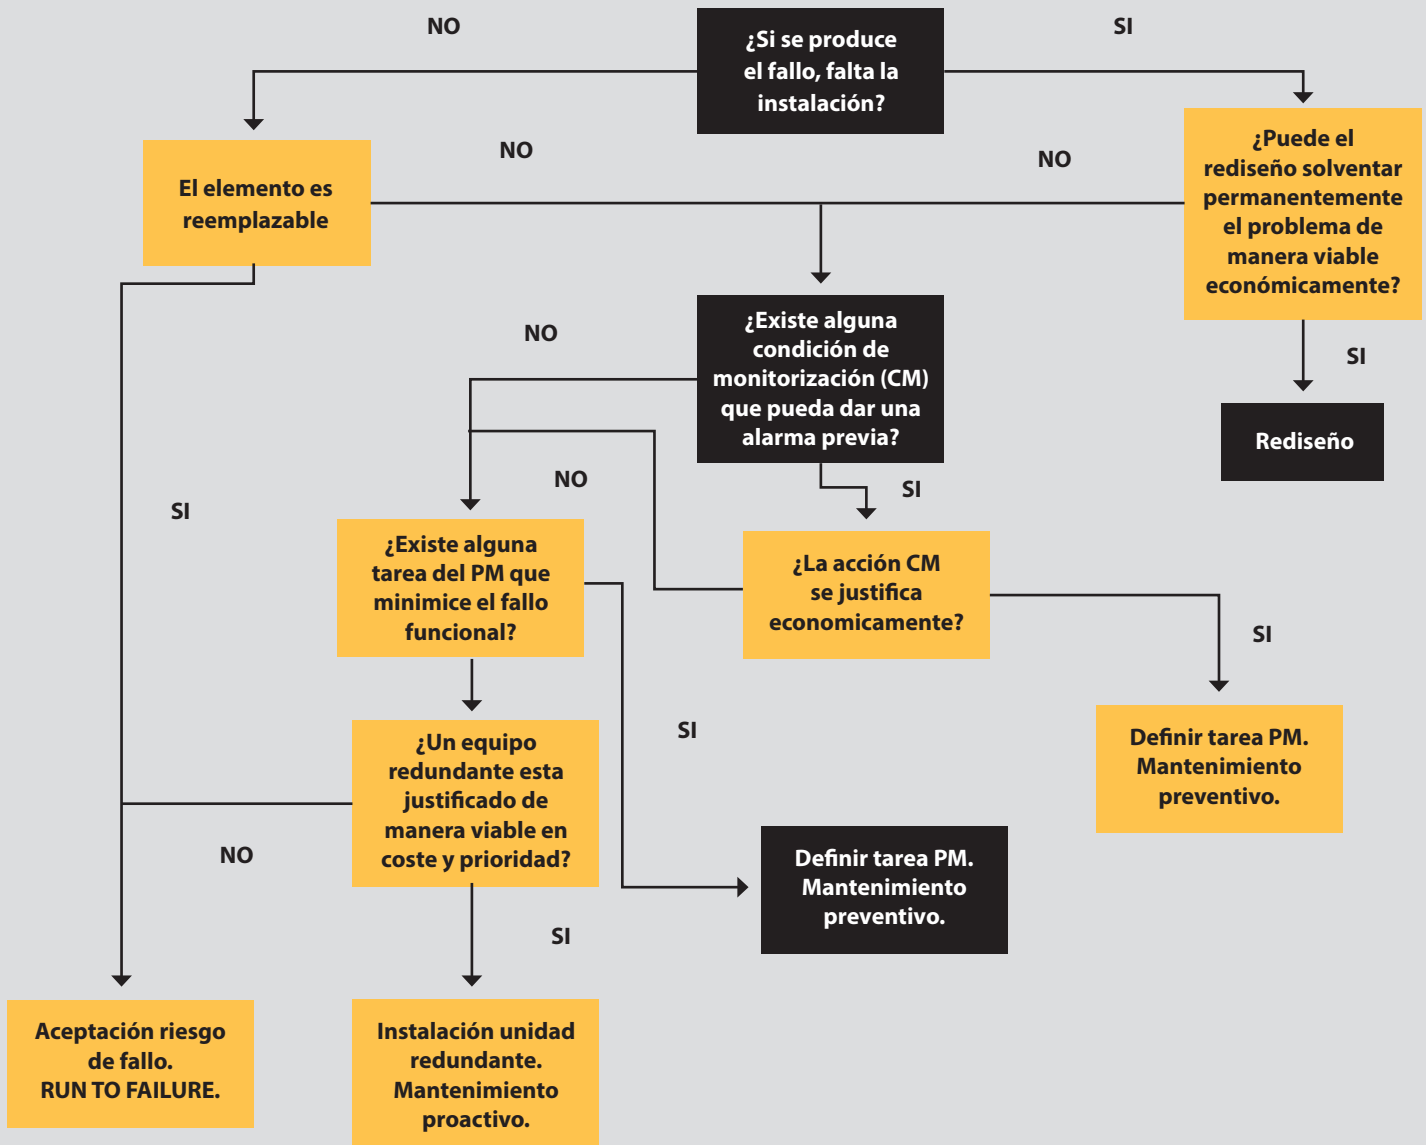 NO
¿Si se produce
el fallo, falta la
instalación?
SI
El elemento es
reemplazable
NO
NO
¿Puede el
rediseño solventar
permanentemente
el problema de
manera viable
económicamente?
NO
¿Existe alguna
condición de
monitorización (CM)
que pueda dar una
alarma previa?
SI
Rediseño
SI
NO
SI
¿Existe alguna
tarea del PM que
minimice el fallo
funcional?
¿La acción CM
se justifica
economicamente?
SI
SI
¿Un equipo
redundante esta
justificado de
manera viable en
coste y prioridad?
Definir tarea PM.
Mantenimiento
preventivo.
NO
Definir tarea PM.
Mantenimiento
preventivo.
SI
Aceptación riesgo
de fallo.
RUN TO FAILURE.
Instalación unidad
redundante.
Mantenimiento
proactivo.